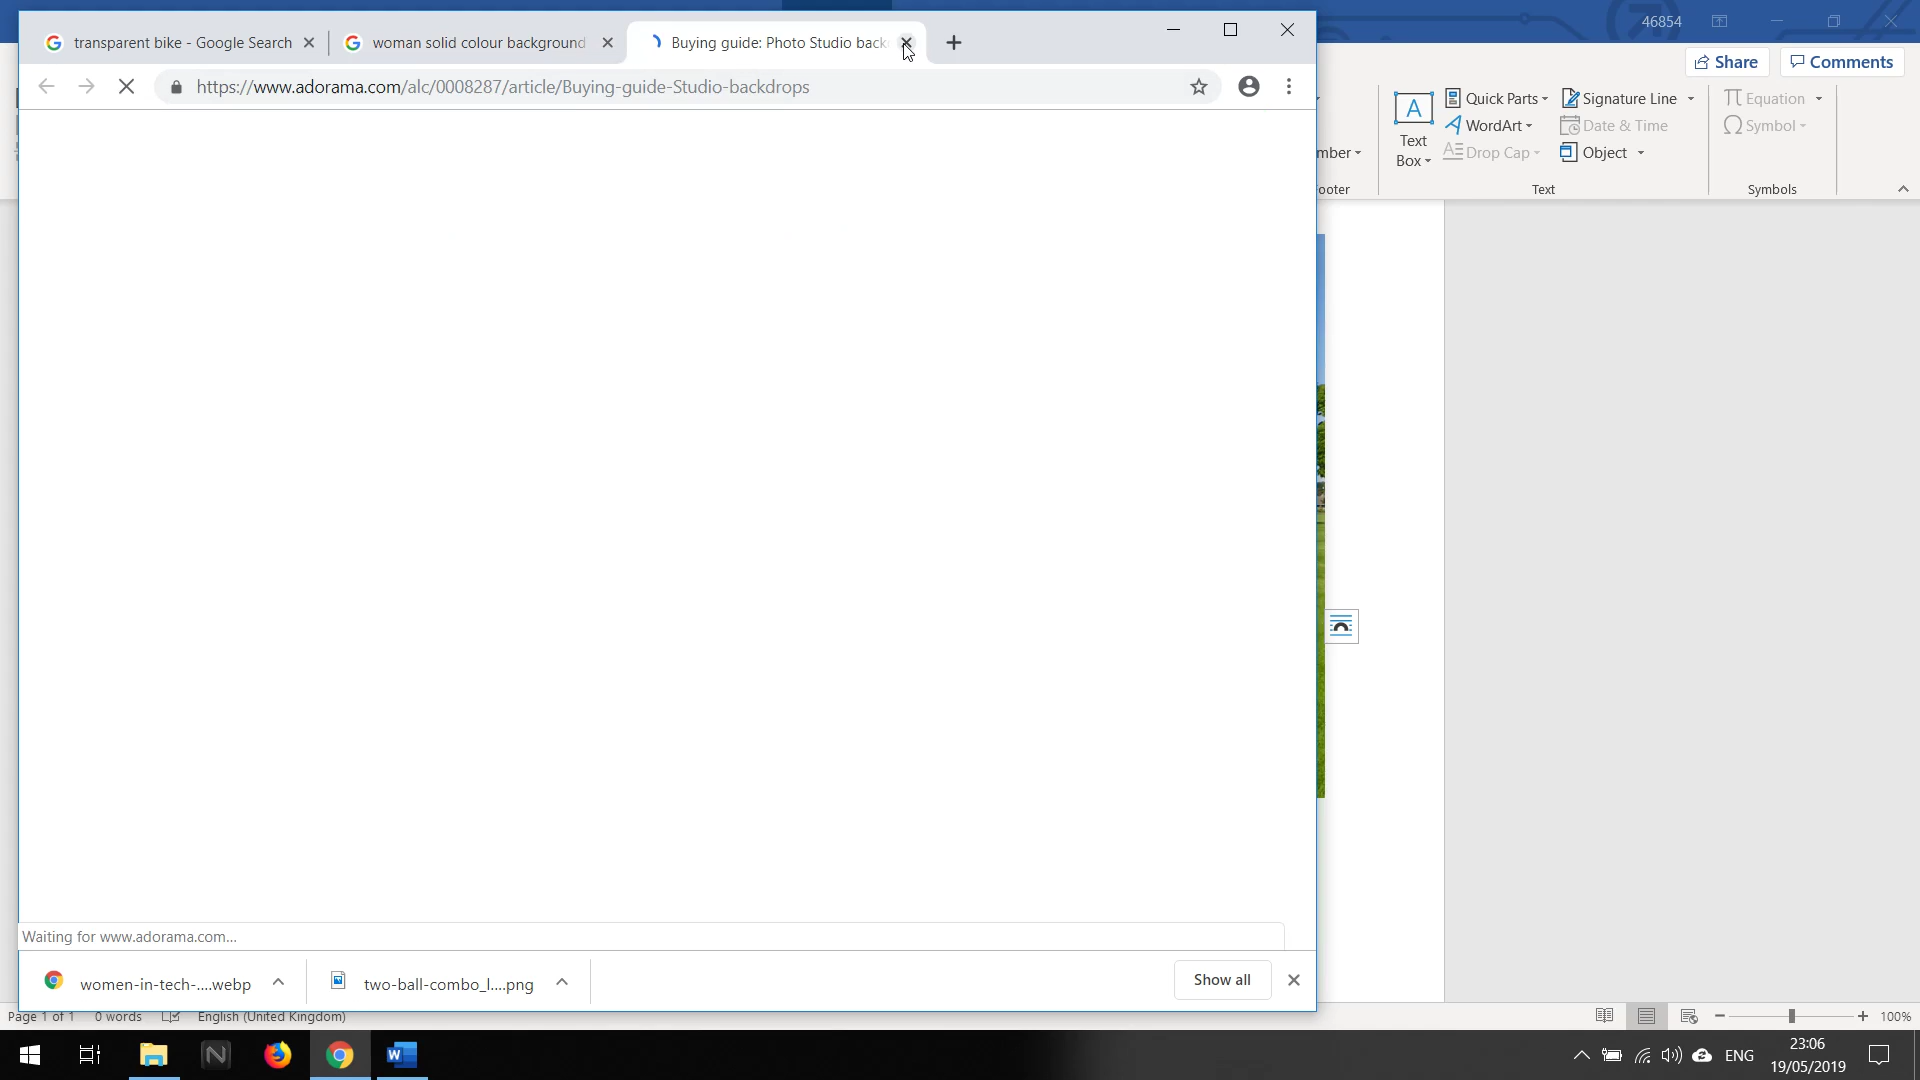 transparent bike - Google Search
woman solid colour background
Buying guide: Photo Studio back
https://www.adorama.com/alc/0008287/article/Buying-guide-Studio-backdrops
46854
Share
Comments
Text Box
Quick Parts
WordArt
Drop Cap
Signature Line
Date & Time
Object
Equation
Symbol
mber
ooter
Text
Symbols
Waiting for www.adorama.com...
women-in-tech-....webp
two-ball-combo_l....png
Show all
Page 1 of 1
0 words
English (United Kingdom)
100%
ENG
23:06
19/05/2019